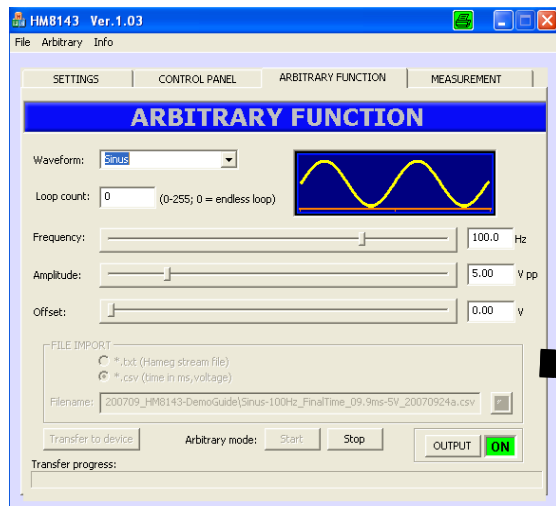 HM8143 Ver.1.03
File Arbitrary Info
SETTINGS CONTROL PANEL ARBITRARY FUNCTION MEASUREMENT
ARBITRARY FUNCTION
Waveform: Sinus
Loop count: 0 (0-255; 0 = endless loop)
Frequency: 100.0 Hz
Amplitude: 5.00 V pp
Offset: 0.00 V
FILE IMPORT
*.txt (Hameg stream file)
*.csv (time in ms,voltage)
Filename: 200709_HM8143-DemoGuide\Sinus-100Hz_FinalTime_09.9ms-5V_20070924a.csv
Transfer to device Arbitrary mode: Start Stop OUTPUT ON
Transfer progress: